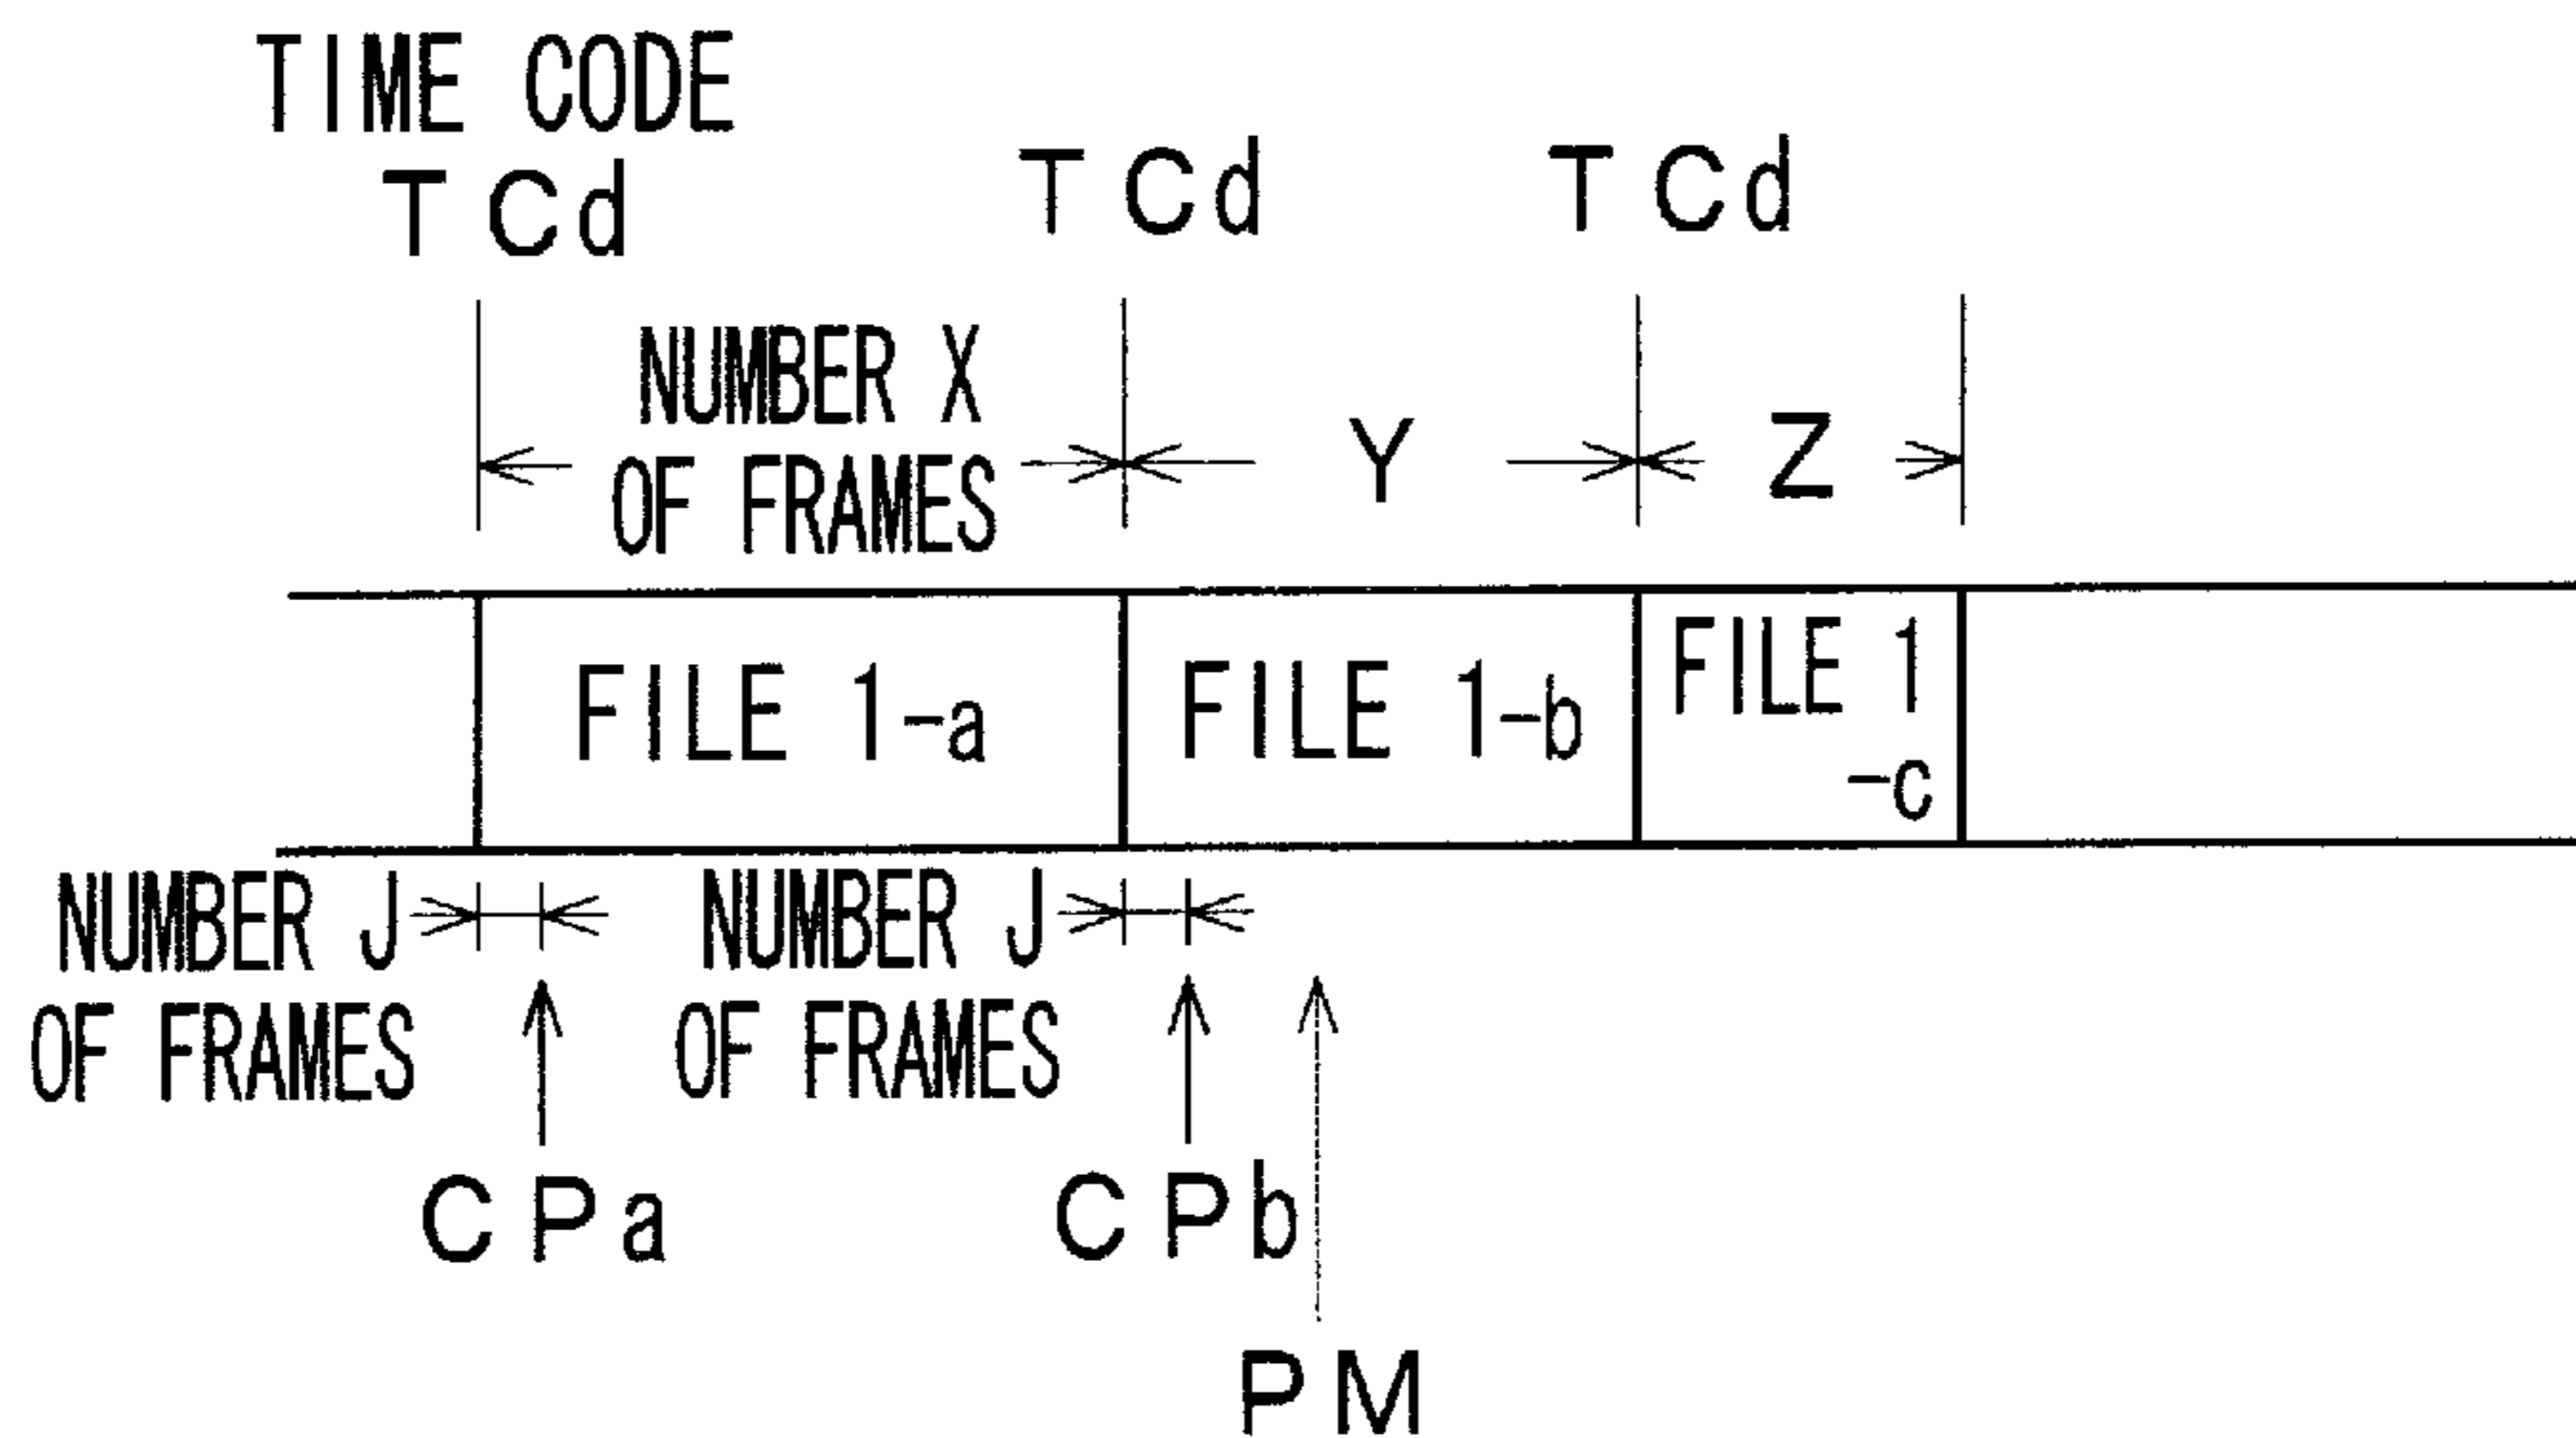 TIME CODE
TCd
TCd
TCd
NUMBER X
OF FRAMES
Y
Z
FILE 1-a
FILE 1-b
FILE 1
-c
NUMBER J
OF FRAMES
NUMBER J
OF FRAMES
CPa
CPb
PM